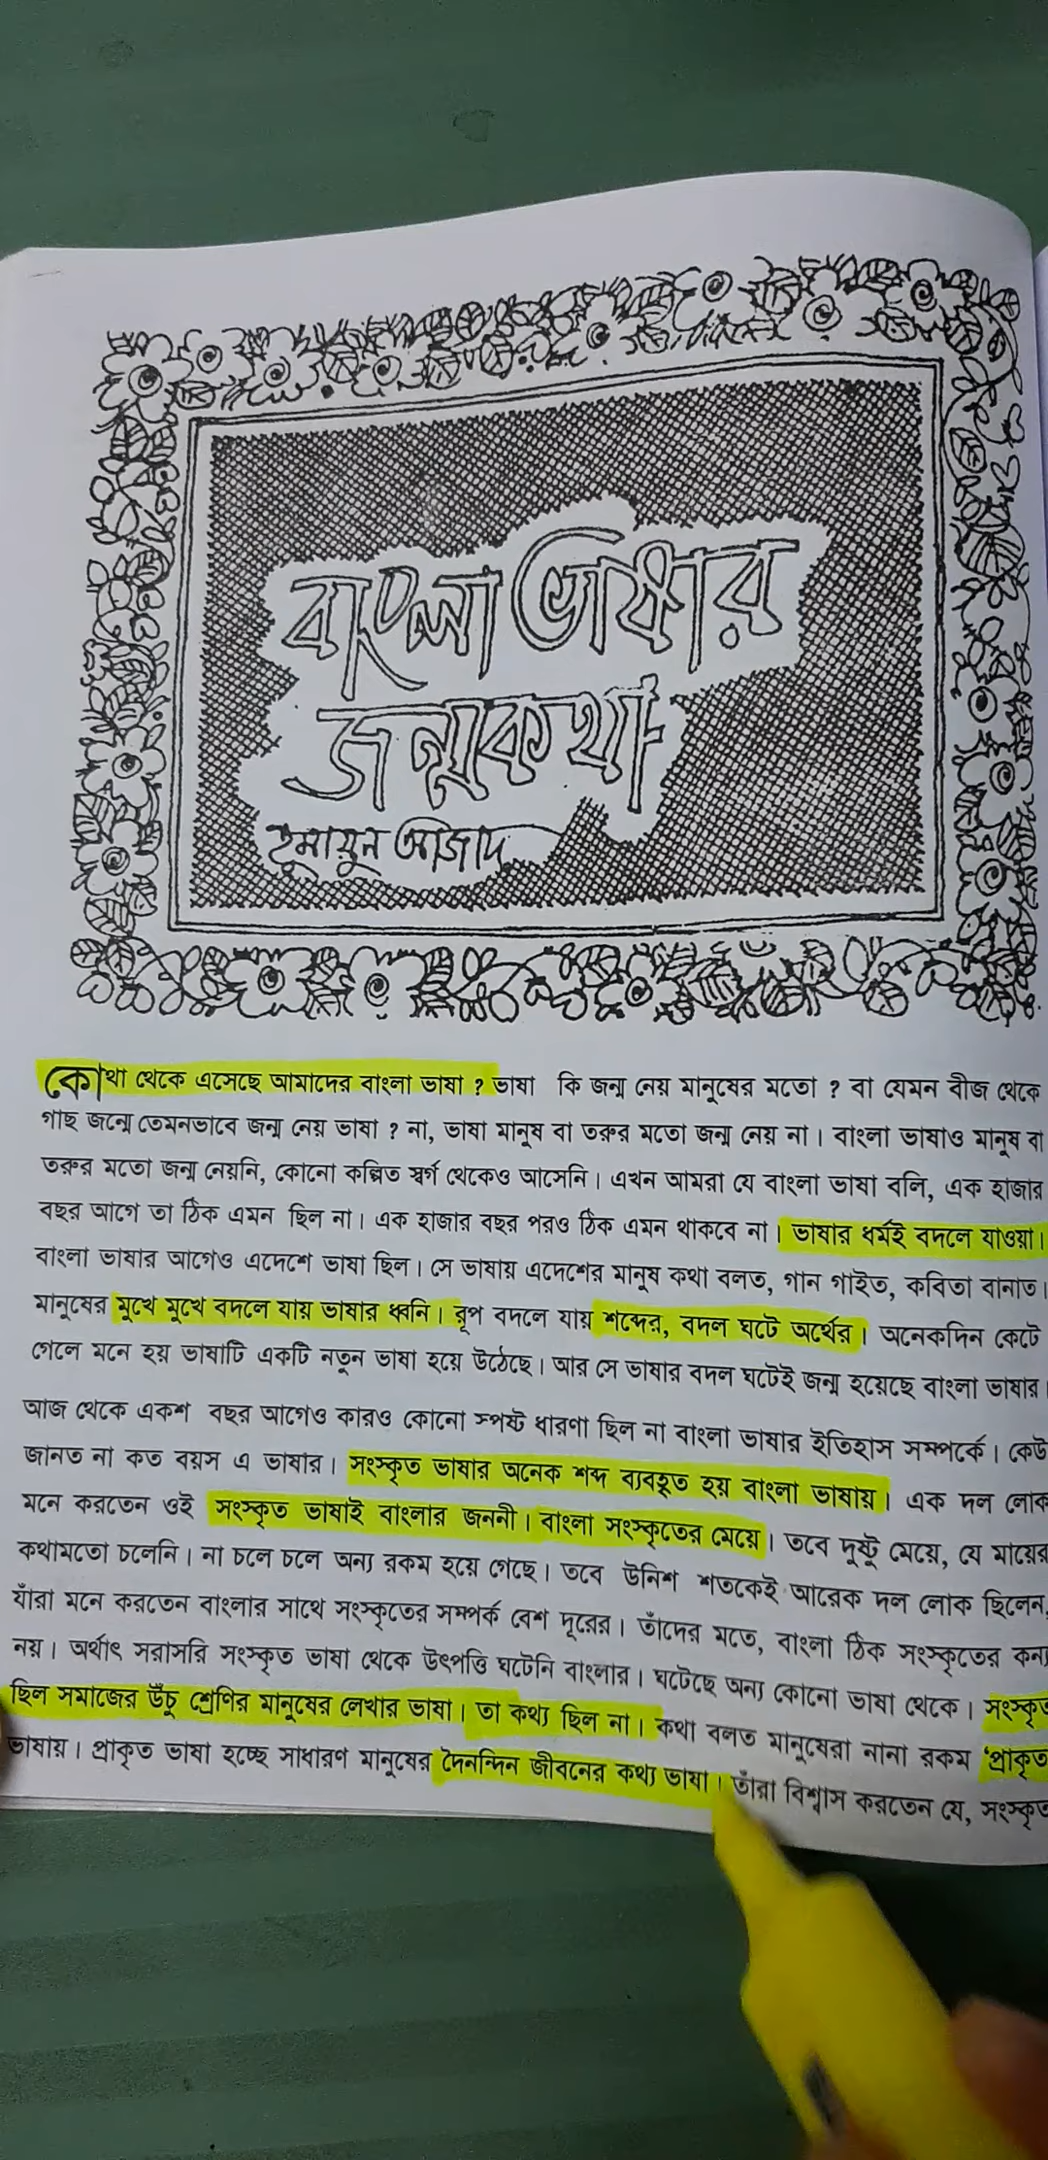 বাংলা ভাষার
জন্মকথা
হুমায়ুন আজাদ
কোথা থেকে এসেছে আমাদের বাংলা ভাষা ? ভাষা কি জন্ম নেয় মানুষের মতো ? বা যেমন বীজ থেকে
গাছ জন্মে তেমনভাবে জন্ম নেয় ভাষা ? না, ভাষা মানুষ বা তরুর মতো জন্ম নেয় না। বাংলা ভাষাও মানুষ বা
তরুর মতো জন্ম নেয়নি, কোনো কল্পিত স্বর্গ থেকেও আসেনি। এখন আমরা যে বাংলা ভাষা বলি, এক হাজার
বছর আগে তা ঠিক এমন ছিল না। এক হাজার বছর পরও ঠিক এমন থাকবে না। ভাষার ধর্মই বদলে যাওয়া।
বাংলা ভাষার আগেও এদেশে ভাষা ছিল। সে ভাষায় এদেশের মানুষ কথা বলত, গান গাইত, কবিতা বানাত।
মানুষের মুখে মুখে বদলে যায় ভাষার ধ্বনি। রূপ বদলে যায় শব্দের, বদল ঘটে অর্থের। অনেকদিন কেটে
গেলে মনে হয় ভাষাটি একটি নতুন ভাষা হয়ে উঠেছে। আর সে ভাষার বদল ঘটেই জন্ম হয়েছে বাংলা ভাষার।
আজ থেকে একশ বছর আগেও কারও কোনো স্পষ্ট ধারণা ছিল না বাংলা ভাষার ইতিহাস সম্পর্কে। কেউ
জানত না কত বয়স এ ভাষার। সংস্কৃত ভাষার অনেক শব্দ ব্যবহৃত হয় বাংলা ভাষায়। এক দল লোক
মনে করতেন ওই সংস্কৃত ভাষাই বাংলার জননী। বাংলা সংস্কৃতের মেয়ে। তবে দুষ্টু মেয়ে, যে মায়ের
কথামতো চলেনি। না চলে চলে অন্য রকম হয়ে গেছে। তবে উনিশ শতকেই আরেক দল লোক ছিলেন,
যাঁরা মনে করতেন বাংলার সাথে সংস্কৃতের সম্পর্ক বেশ দূরের। তাঁদের মতে, বাংলা ঠিক সংস্কৃতের কন্য
নয়। অর্থাৎ সরাসরি সংস্কৃত ভাষা থেকে উৎপত্তি ঘটেনি বাংলার। ঘটেছে অন্য কোনো ভাষা থেকে। সংস্কৃত
ছিল সমাজের উঁচু শ্রেণির মানুষের লেখার ভাষা। তা কথ্য ছিল না। কথা বলত মানুষেরা নানা রকম ‘প্রাকৃত
ভাষায়। প্রাকৃত ভাষা হচ্ছে সাধারণ মানুষের দৈনন্দিন জীবনের কথ্য ভাষা। তাঁরা বিশ্বাস করতেন যে, সংস্কৃত